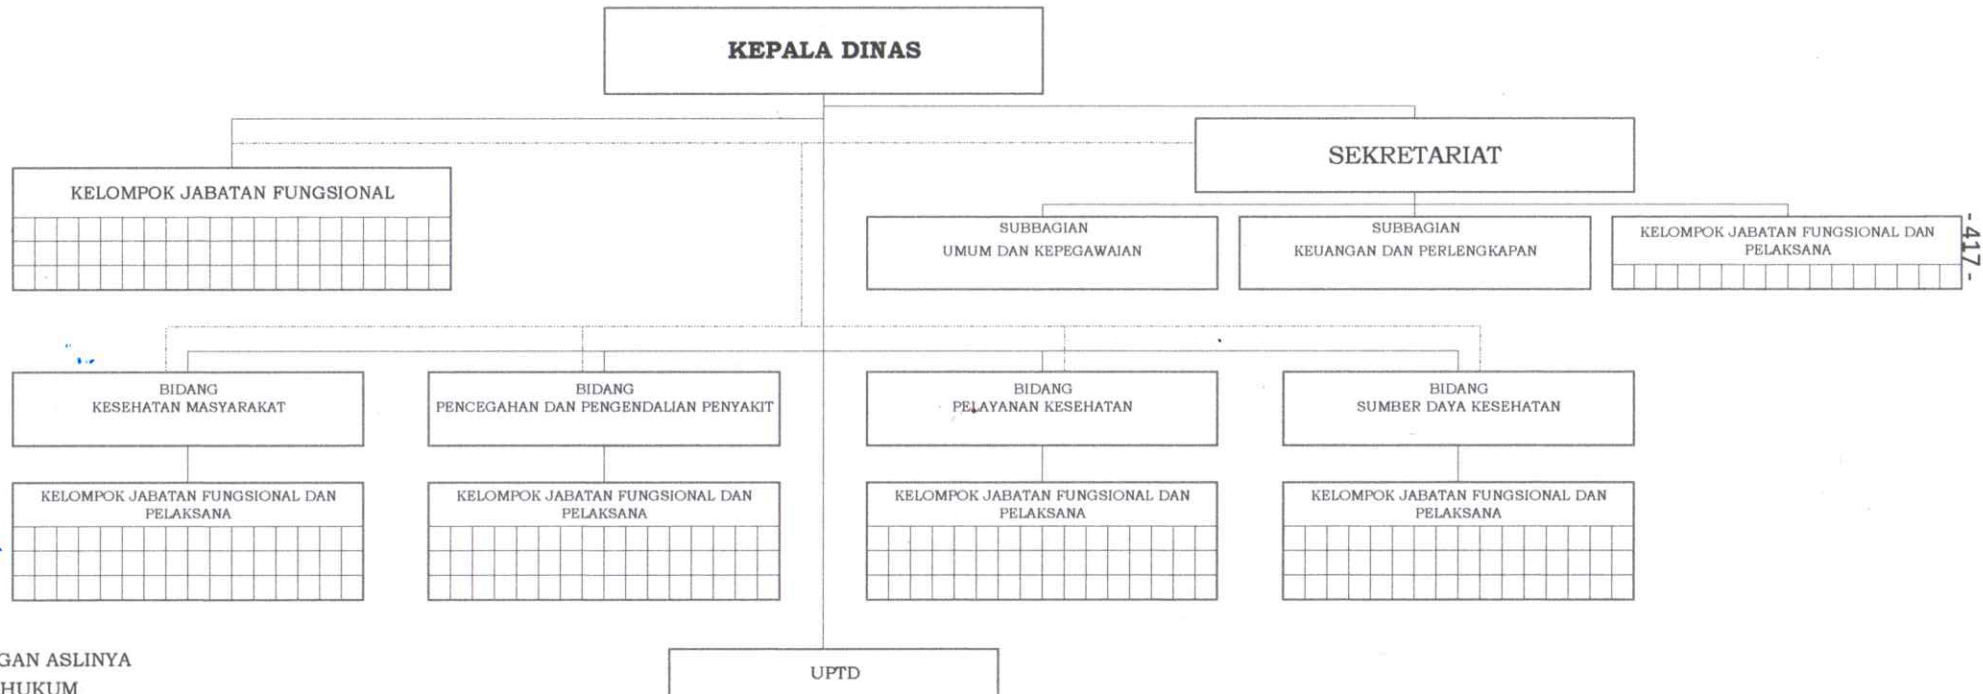 KEPALA DINAS
SEKRETARIAT
KELOMPOK JABATAN FUNGSIONAL
SUBBAGIAN
UMUM DAN KEPEGAWAIAN
SUBBAGIAN
KEUANGAN DAN PERLENGKAPAN
KELOMPOK JABATAN FUNGSIONAL DAN
PELAKSANA
- 417 -
BIDANG
KESEHATAN MASYARAKAT
BIDANG
PENCEGAHAN DAN PENGENDALIAN PENYAKIT
BIDANG
PELAYANAN KESEHATAN
BIDANG
SUMBER DAYA KESEHATAN
KELOMPOK JABATAN FUNGSIONAL DAN
PELAKSANA
KELOMPOK JABATAN FUNGSIONAL DAN
PELAKSANA
KELOMPOK JABATAN FUNGSIONAL DAN
PELAKSANA
KELOMPOK JABATAN FUNGSIONAL DAN
PELAKSANA
GAN ASLINYA
HUKUM
UPTD